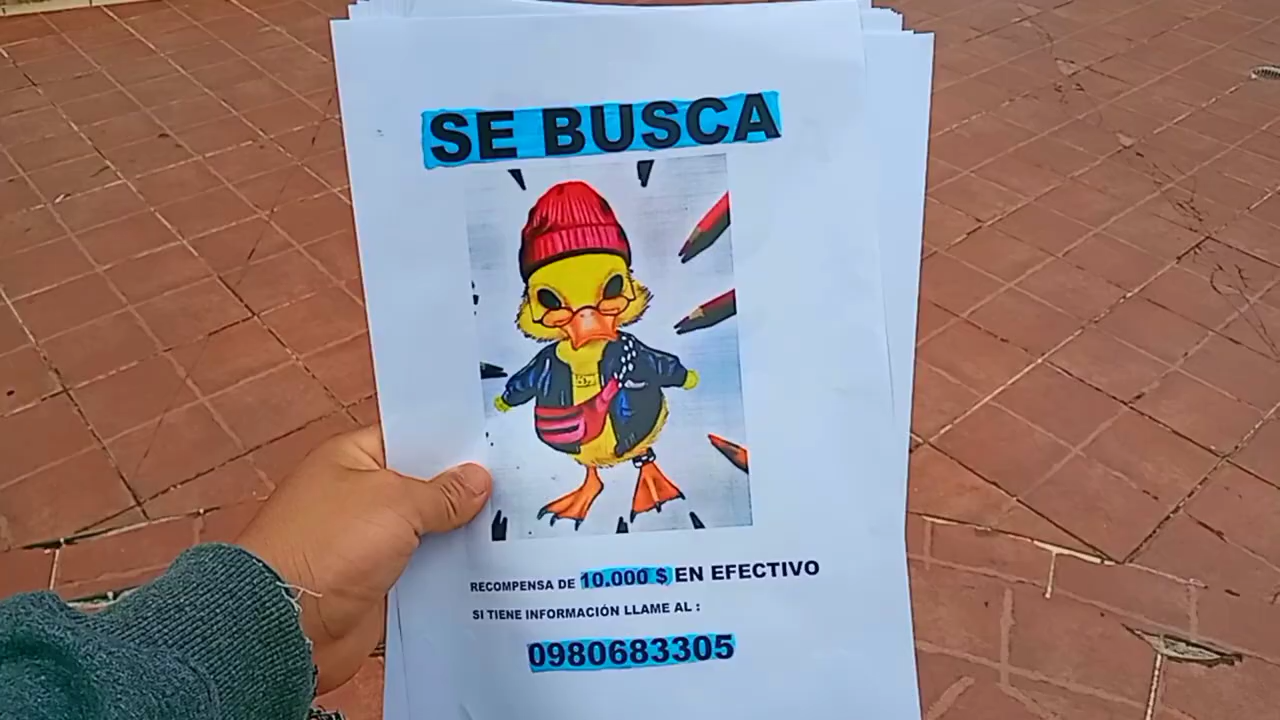 SE BUSCA
RECOMPENSA DE 10.000 $ EN EFECTIVO
SI TIENE INFORMACIÓN LLAME AL :
0980683305